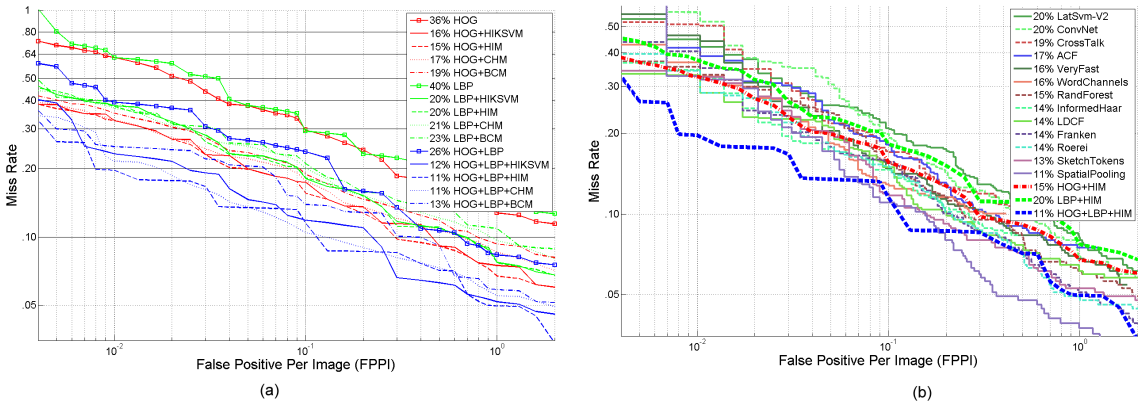 1
.80
.64
.50
.40
.30
.20
.10
.05
Miss Rate
36% HOG
16% HOG+HIKSVM
15% HOG+HIM
17% HOG+CHM
19% HOG+BCM
40% LBP
20% LBP+HIKSVM
20% LBP+HIM
21% LBP+CHM
23% LBP+BCM
26% HOG+LBP
12% HOG+LBP+HIKSVM
11% HOG+LBP+HIM
11% HOG+LBP+CHM
13% HOG+LBP+BCM
10^-2
10^-1
10^0
False Positive Per Image (FPPI)
(a)
.50
.40
.30
.20
.10
.05
Miss Rate
20% LatSvm-V2
20% ConvNet
19% CrossTalk
17% ACF
16% VeryFast
16% WordChannels
15% RandForest
14% InformedHaar
14% LDCF
14% Franken
14% Roerei
13% SketchTokens
11% SpatialPooling
15% HOG+HIM
20% LBP+HIM
11% HOG+LBP+HIM
10^-2
10^-1
10^0
False Positive Per Image (FPPI)
(b)